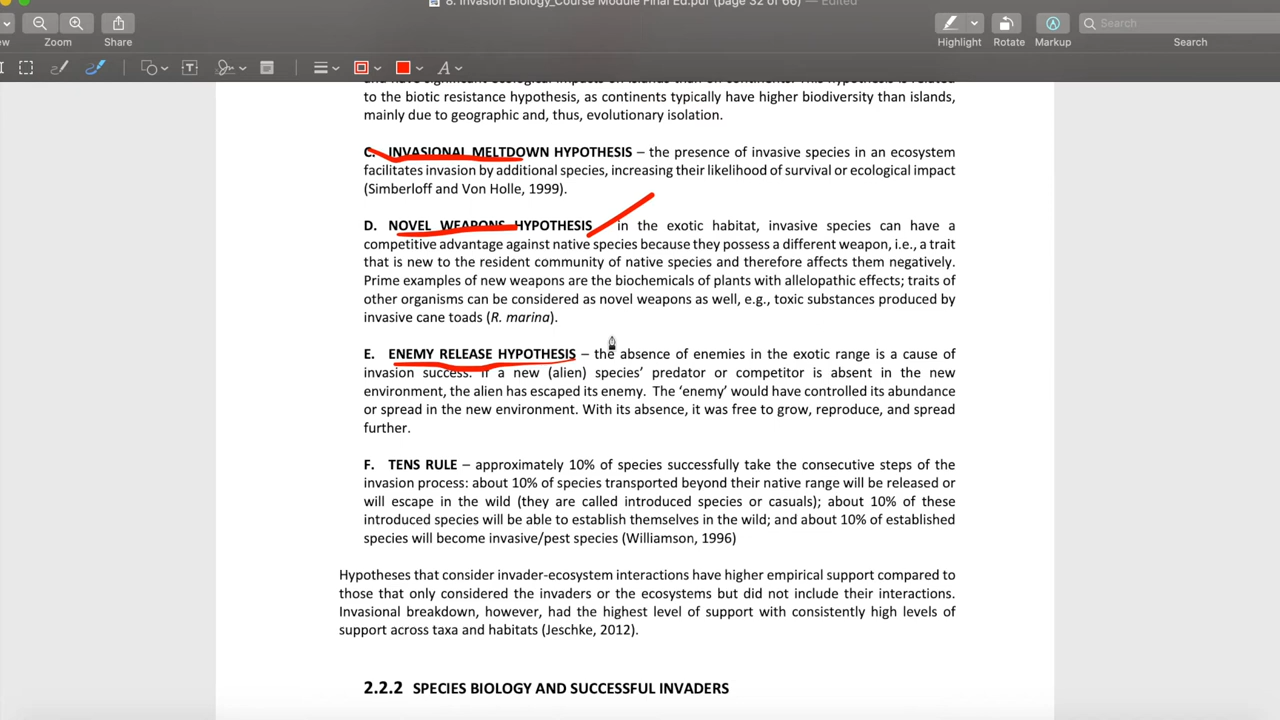 8. Invasion Biology_Course Module Final Ed.pdf (page 32 of 66) — Edited
Zoom
Share
Highlight
Rotate
Markup
Search
Search
to the biotic resistance hypothesis, as continents typically have higher biodiversity than islands,
mainly due to geographic and, thus, evolutionary isolation.
C. INVASIONAL MELTDOWN HYPOTHESIS – the presence of invasive species in an ecosystem
facilitates invasion by additional species, increasing their likelihood of survival or ecological impact
(Simberloff and Von Holle, 1999).
D. NOVEL WEAPONS HYPOTHESIS in the exotic habitat, invasive species can have a
competitive advantage against native species because they possess a different weapon, i.e., a trait
that is new to the resident community of native species and therefore affects them negatively.
Prime examples of new weapons are the biochemicals of plants with allelopathic effects; traits of
other organisms can be considered as novel weapons as well, e.g., toxic substances produced by
invasive cane toads (R. marina).
E. ENEMY RELEASE HYPOTHESIS – the absence of enemies in the exotic range is a cause of
invasion success. If a new (alien) species’ predator or competitor is absent in the new
environment, the alien has escaped its enemy. The ‘enemy’ would have controlled its abundance
or spread in the new environment. With its absence, it was free to grow, reproduce, and spread
further.
F. TENS RULE – approximately 10% of species successfully take the consecutive steps of the
invasion process: about 10% of species transported beyond their native range will be released or
will escape in the wild (they are called introduced species or casuals); about 10% of these
introduced species will be able to establish themselves in the wild; and about 10% of established
species will become invasive/pest species (Williamson, 1996)
Hypotheses that consider invader-ecosystem interactions have higher empirical support compared to
those that only considered the invaders or the ecosystems but did not include their interactions.
Invasional breakdown, however, had the highest level of support with consistently high levels of
support across taxa and habitats (Jeschke, 2012).
2.2.2 SPECIES BIOLOGY AND SUCCESSFUL INVADERS